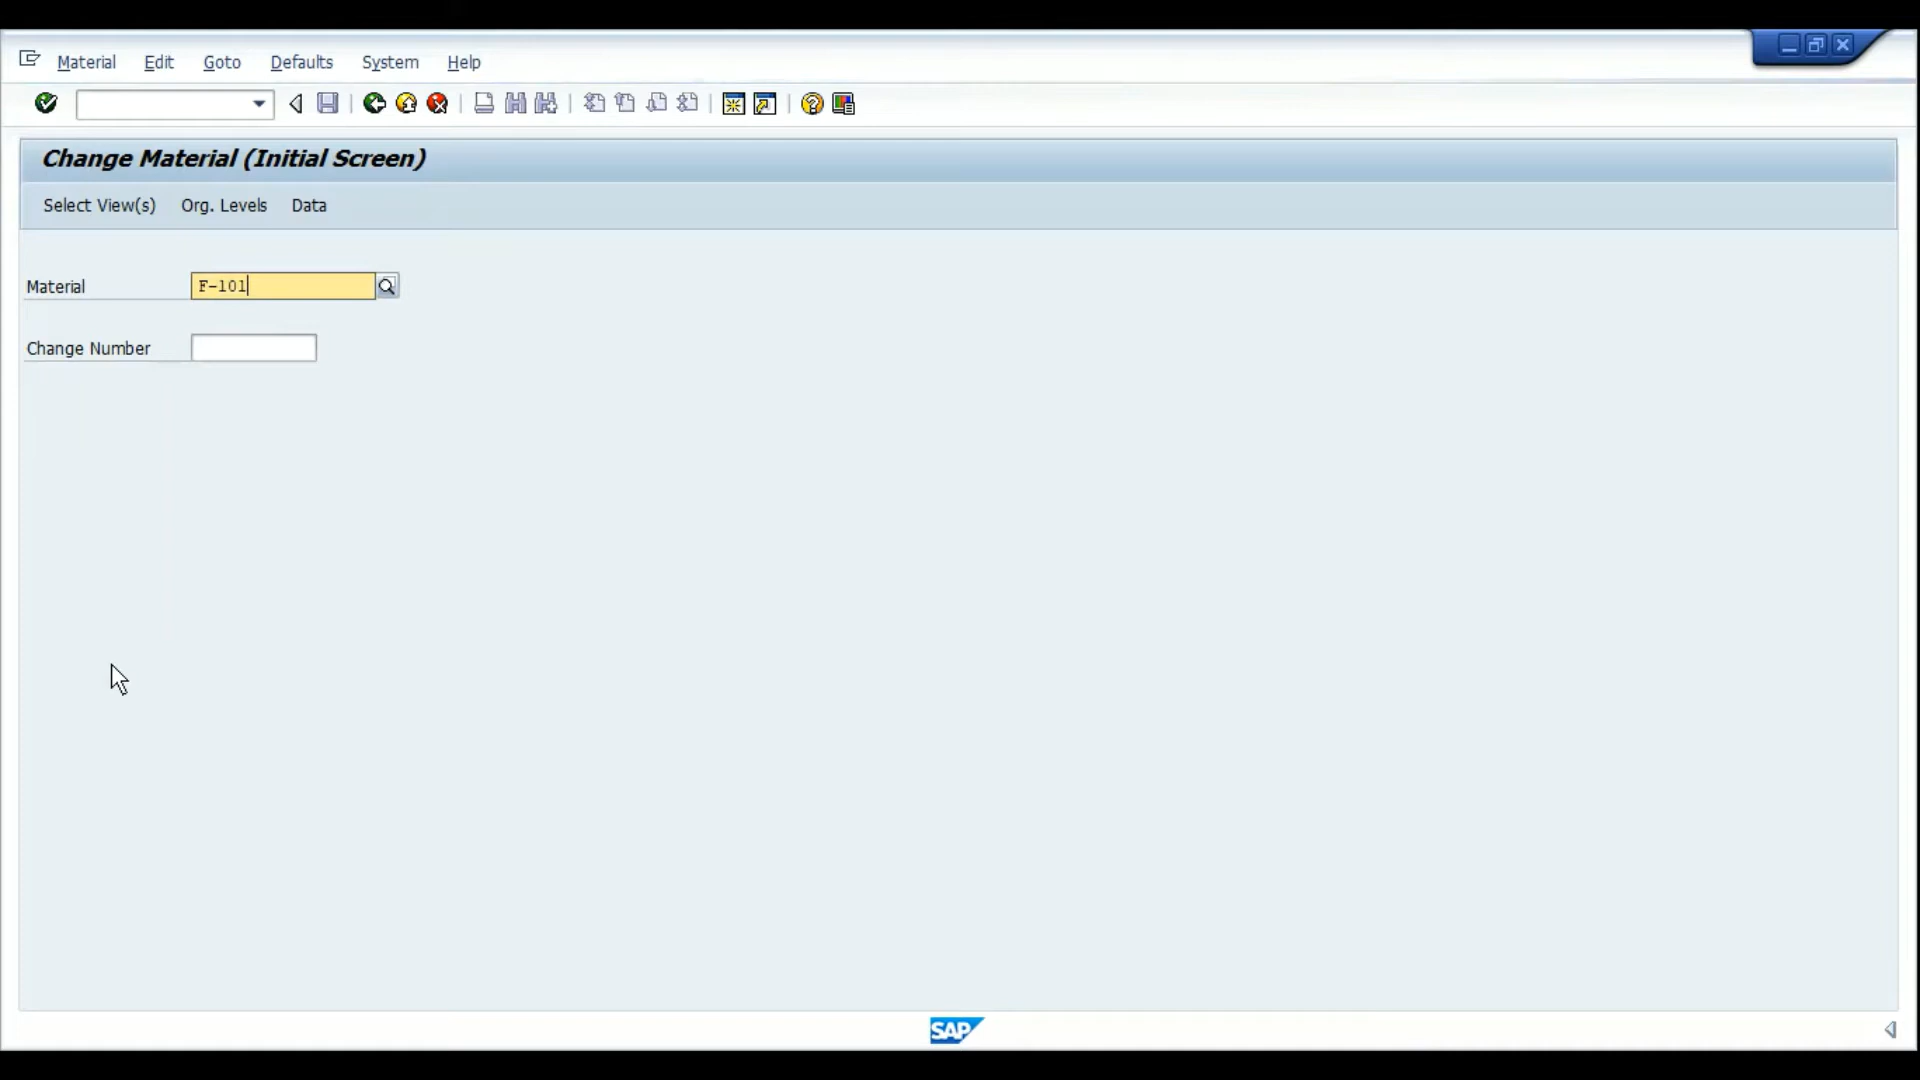 Material Edit Goto Defaults System Help
Change Material (Initial Screen)
Select View(s) Org. Levels Data
Material F-101
Change Number
SAP